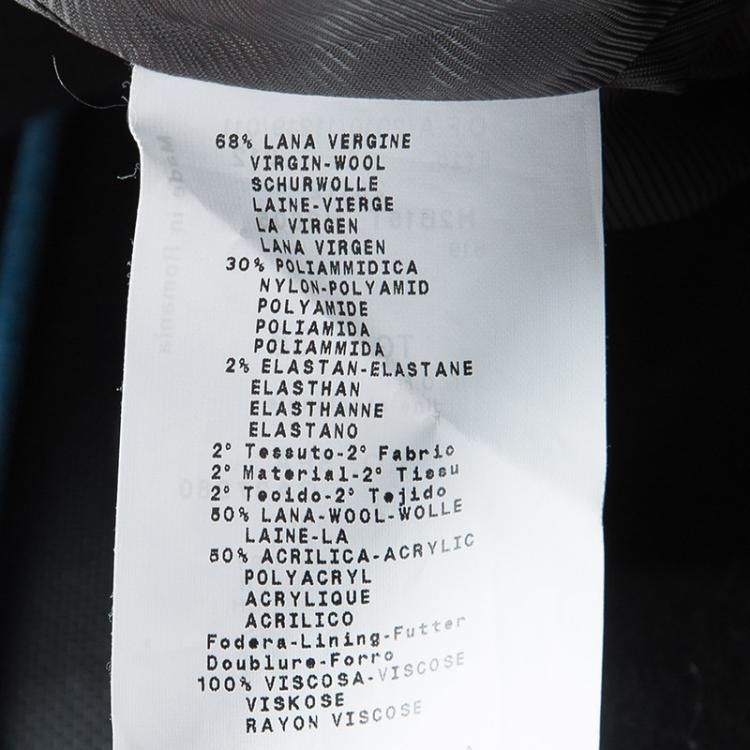 68% LANA VERGINE
VIRGIN-WOOL
SCHURWOLLE
LAINE-VIERGE
LA VIRGEN
LANA VIRGEN
30% POLIAMMIDICA
NYLON-POLYAMID
POLYAMIDE
POLIAMIDA
POLIAMMIDA
2% ELASTAN-ELASTANE
ELASTHAN
ELASTHANNE
ELASTANO
2° Tessuto-2° Fabric
2° Material-2° Tissu
2° Tecido-2° Tejido
50% LANA-WOOL-WOLLE
LAINE-LA
50% ACRILICA-ACRYLIC
POLYACRYL
ACRYLIQUE
ACRILICO
Fodera-Lining-Futter
Doublure-Forro
100% VISCOSA-VISCOSE
VISKOSE
RAYON VISCOSE
Made in Romania